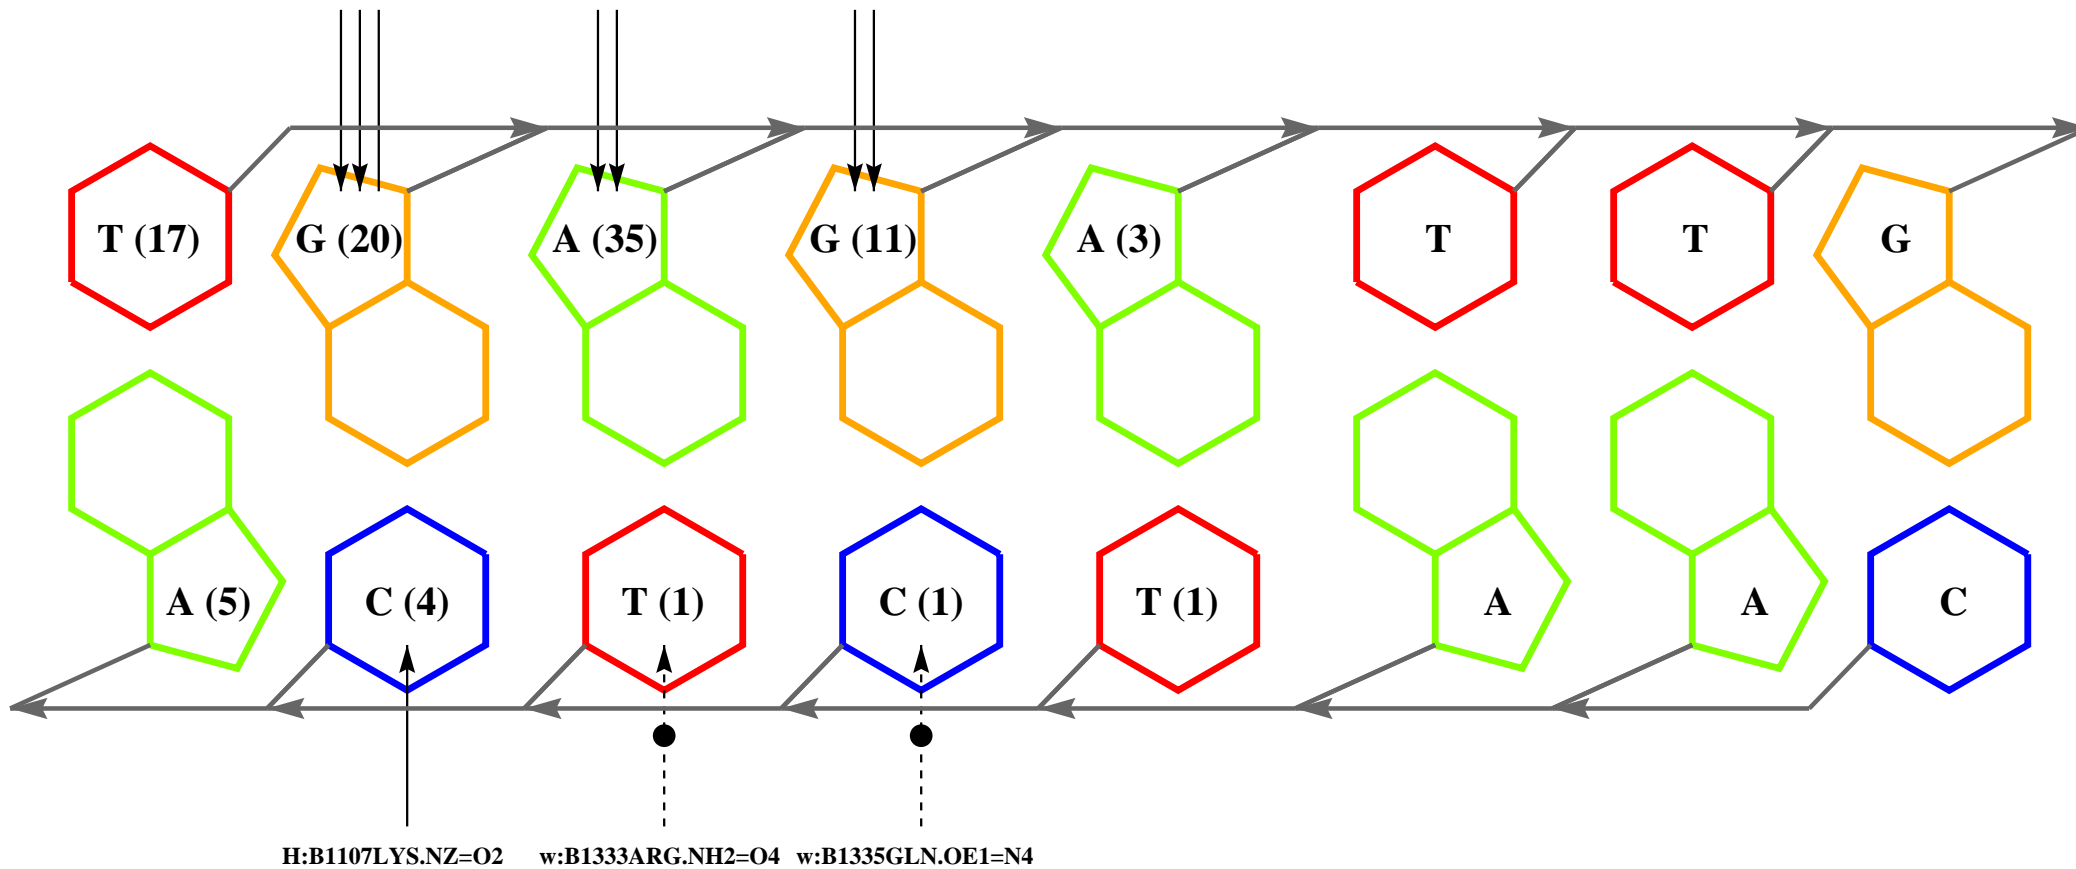 T (17) G (20) A (35) G (11) A (3) T T G
A (5) C (4) T (1) C (1) T (1) A A C
H:B1107LYS.NZ=O2 w:B1333ARG.NH2=O4 w:B1335GLN.OE1=N4